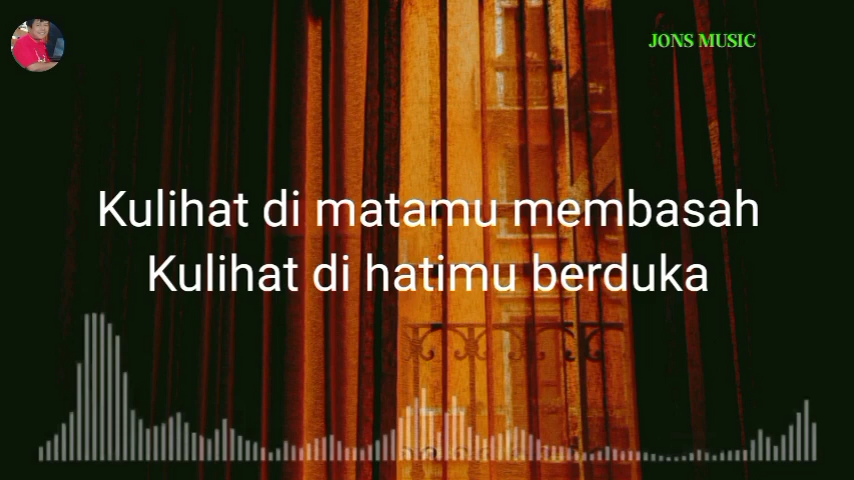 JONS MUSIC
Kulihat di matamu membasah
Kulihat di hatimu berduka